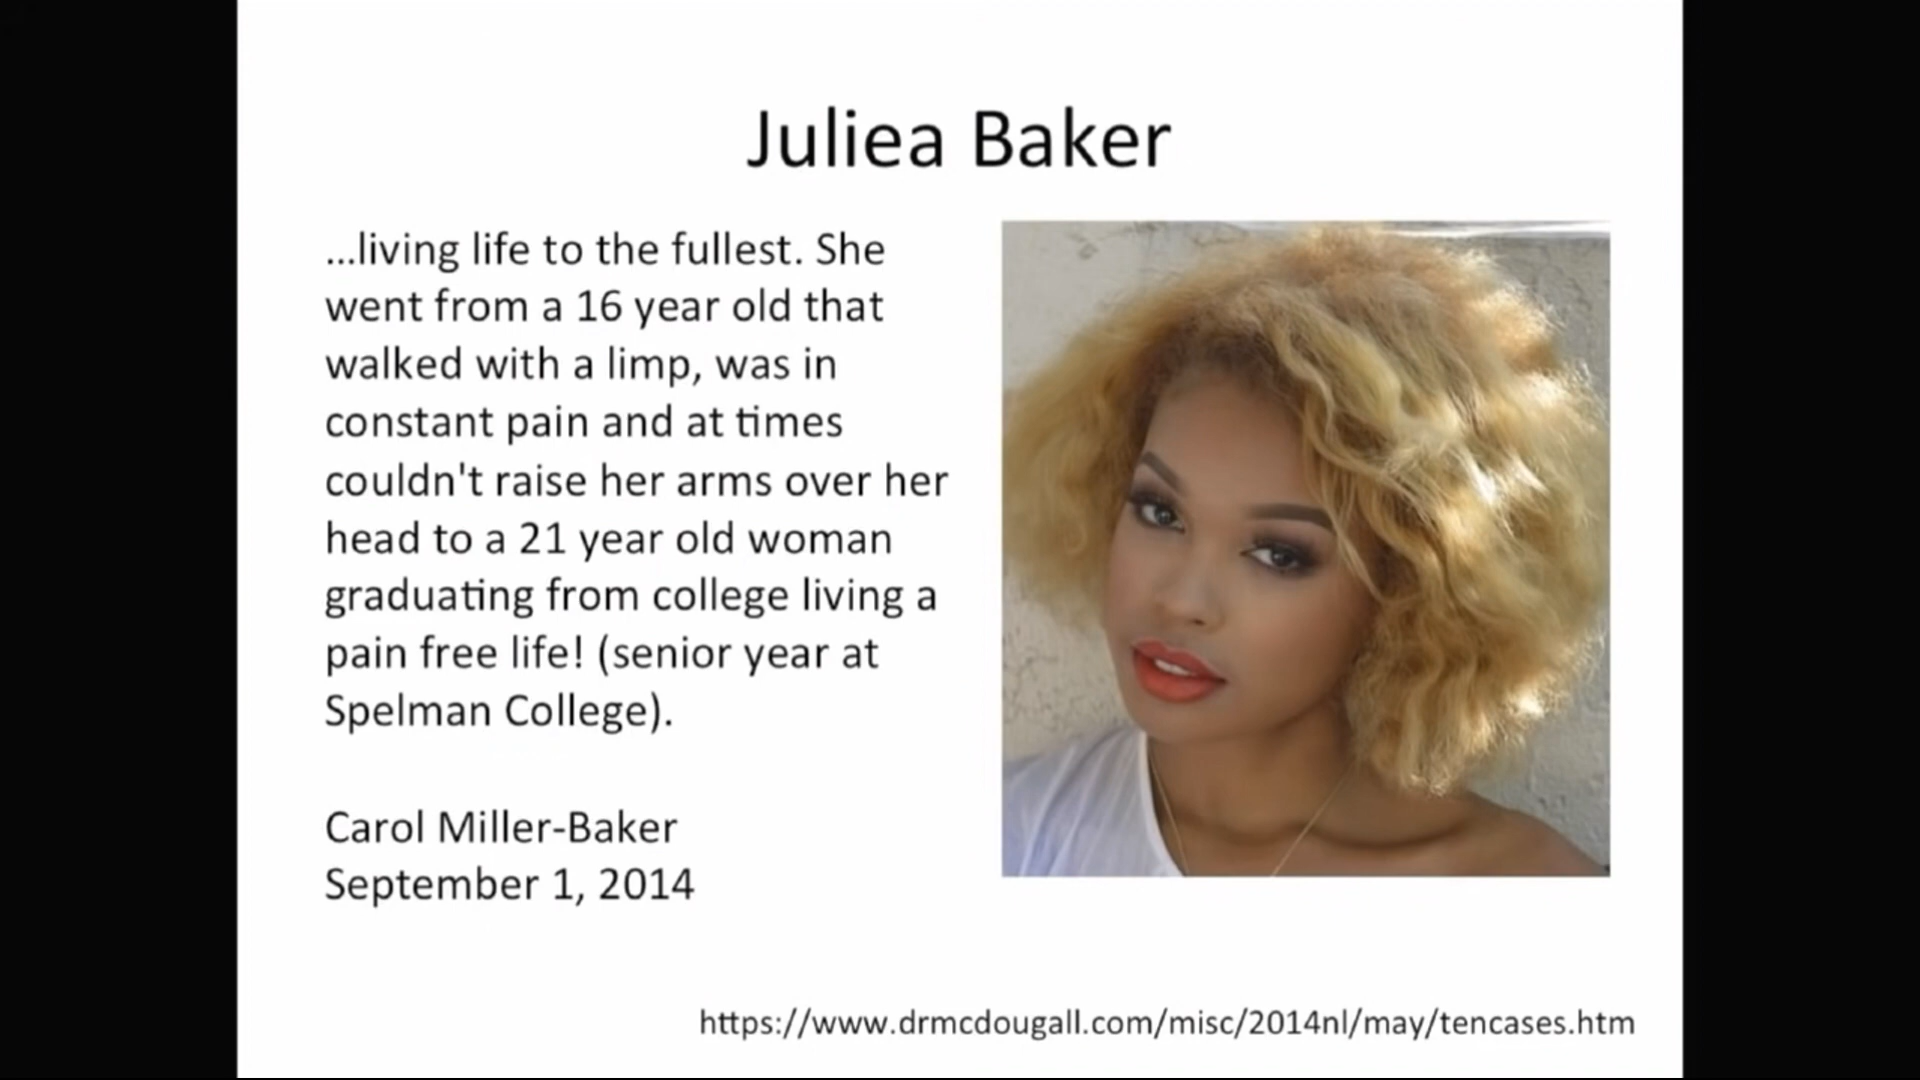 Juliea Baker
...living life to the fullest. She
went from a 16 year old that
walked with a limp, was in
constant pain and at times
couldn't raise her arms over her
head to a 21 year old woman
graduating from college living a
pain free life! (senior year at
Spelman College).
Carol Miller-Baker
September 1, 2014
https://www.drmcdougall.com/misc/2014nl/may/tencases.htm